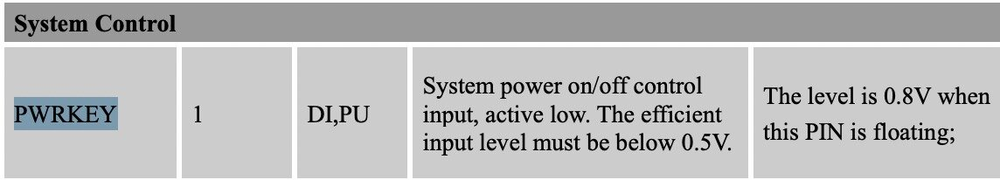 System Control
PWRKEY
1
DI,PU
System power on/off control
input, active low. The efficient
input level must be below 0.5V.
The level is 0.8V when
this PIN is floating;